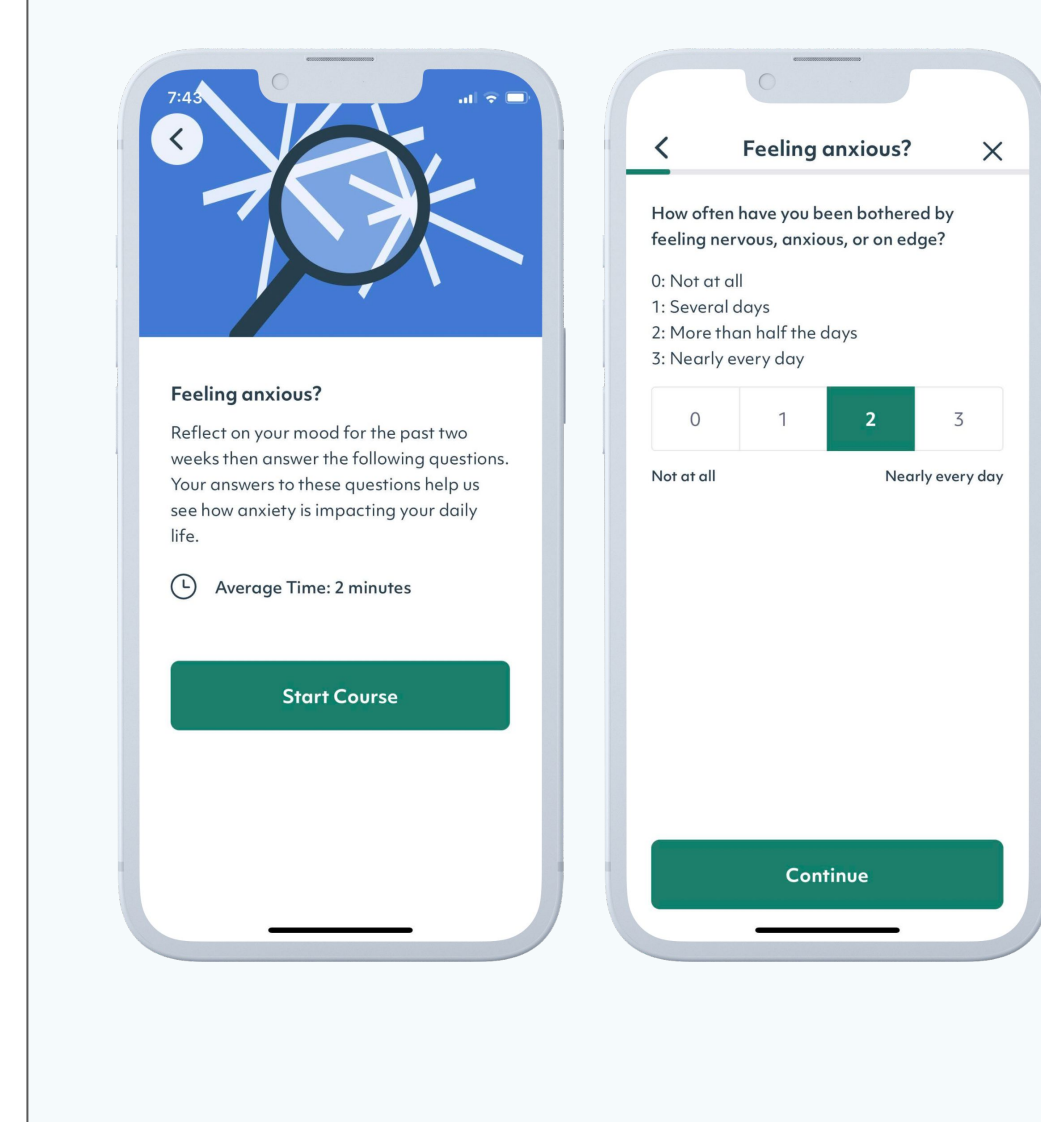 7:43
Feeling anxious?
Reflect on your mood for the past two
weeks then answer the following questions.
Your answers to these questions help us
see how anxiety is impacting your daily
life.
Average Time: 2 minutes
Start Course
Feeling anxious?
How often have you been bothered by
feeling nervous, anxious, or on edge?
0: Not at all
1: Several days
2: More than half the days
3: Nearly every day
0 1 2 3
Not at all Nearly every day
Continue